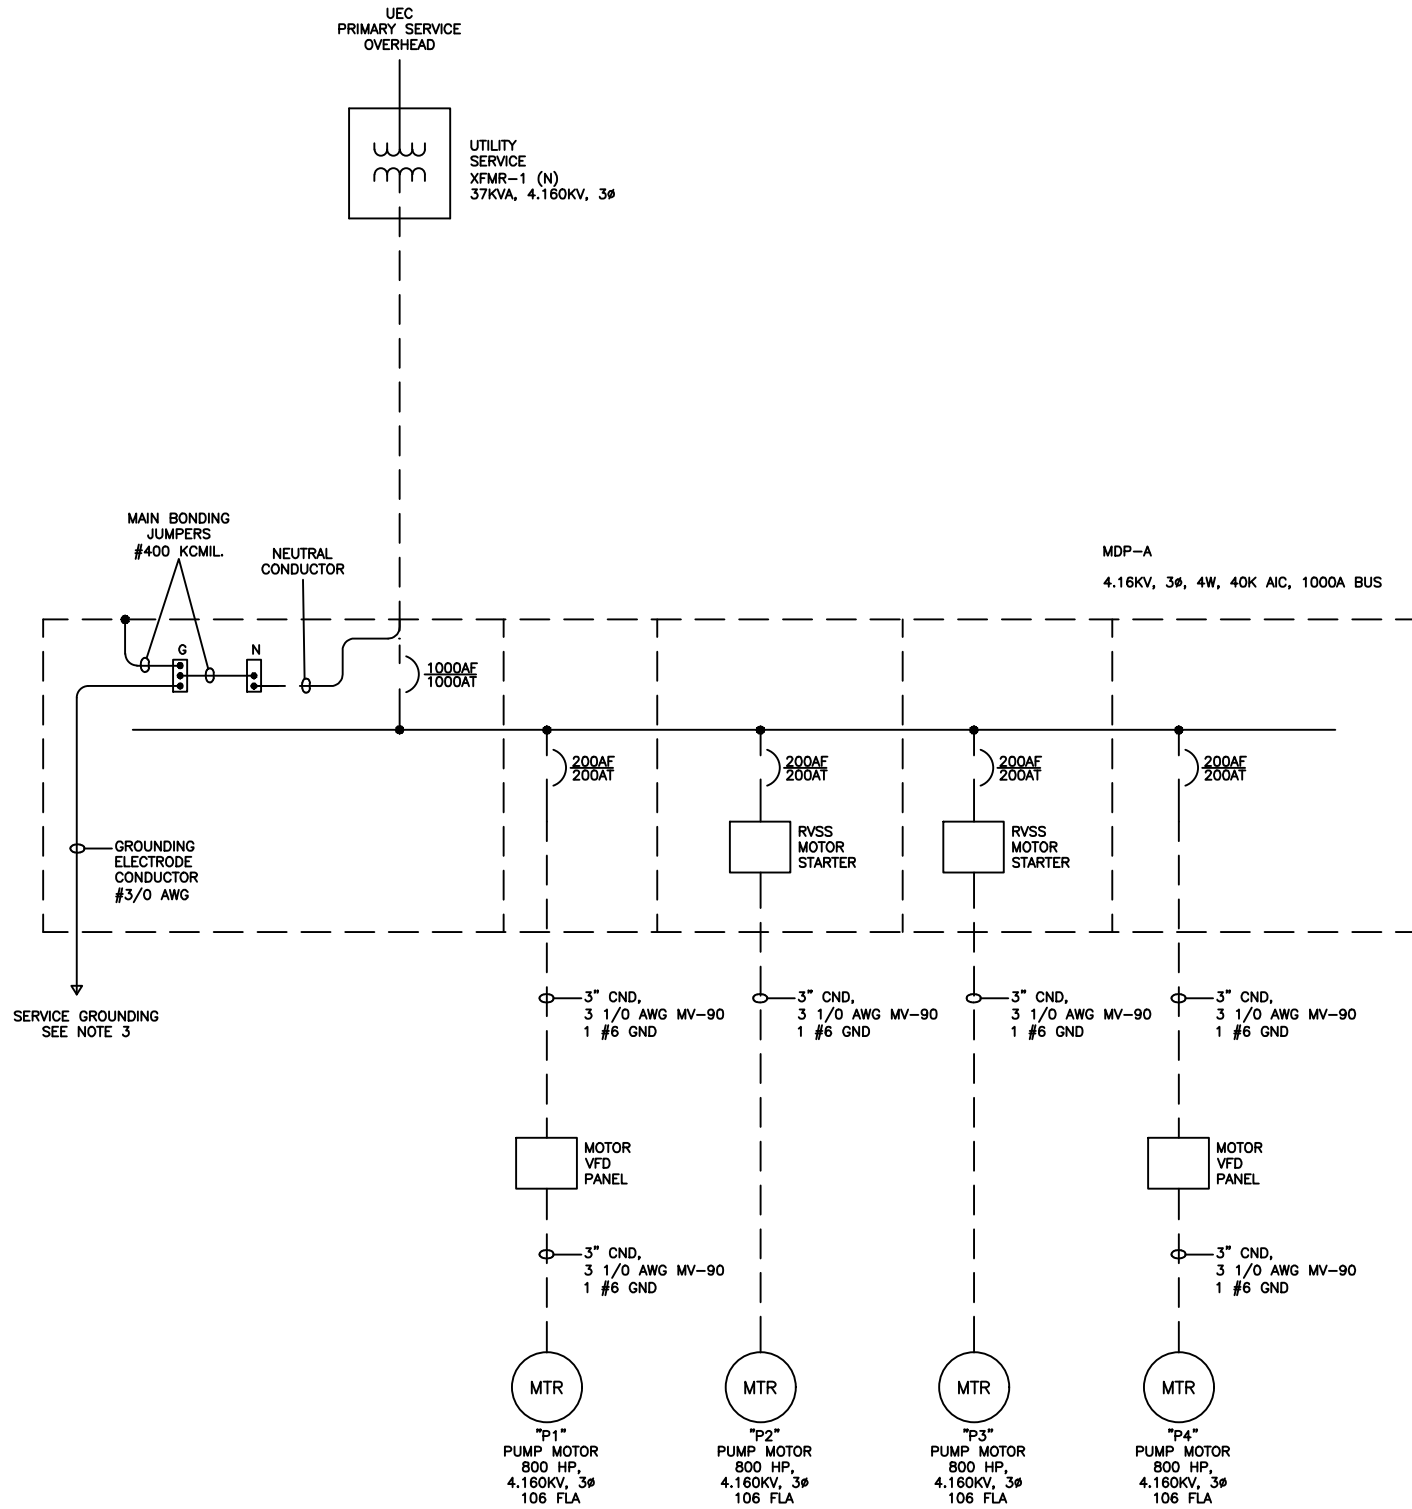 UEC
PRIMARY SERVICE
OVERHEAD
UTILITY
SERVICE
XFMR-1 (N)
37KVA, 4.160KV, 3ø
MAIN BONDING
JUMPERS
#400 KCMIL.
NEUTRAL
CONDUCTOR
MDP-A
4.16KV, 3ø, 4W, 40K AIC, 1000A BUS
G
N
1000AF
1000AT
200AF
200AT
200AF
200AT
200AF
200AT
200AF
200AT
RVSS
MOTOR
STARTER
RVSS
MOTOR
STARTER
GROUNDING
ELECTRODE
CONDUCTOR
#3/0 AWG
SERVICE GROUNDING
SEE NOTE 3
3" CND,
3 1/0 AWG MV-90
1 #6 GND
3" CND,
3 1/0 AWG MV-90
1 #6 GND
3" CND,
3 1/0 AWG MV-90
1 #6 GND
3" CND,
3 1/0 AWG MV-90
1 #6 GND
MOTOR
VFD
PANEL
MOTOR
VFD
PANEL
3" CND,
3 1/0 AWG MV-90
1 #6 GND
3" CND,
3 1/0 AWG MV-90
1 #6 GND
MTR
MTR
MTR
MTR
"P1"
PUMP MOTOR
800 HP,
4.160KV, 3ø
106 FLA
"P2"
PUMP MOTOR
800 HP,
4.160KV, 3ø
106 FLA
"P3"
PUMP MOTOR
800 HP,
4.160KV, 3ø
106 FLA
"P4"
PUMP MOTOR
800 HP,
4.160KV, 3ø
106 FLA